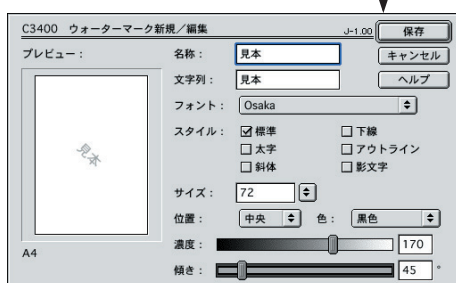 C3400 ウォーターマーク新規／編集
J-1.00
保存
プレビュー：
名称：
見本
キャンセル
文字列：
見本
ヘルプ
フォント：
Osaka
スタイル：
標準
下線
太字
アウトライン
斜体
影文字
見本
サイズ：
72
位置：
中央
色：
黒色
濃度：
170
A4
傾き：
45 °